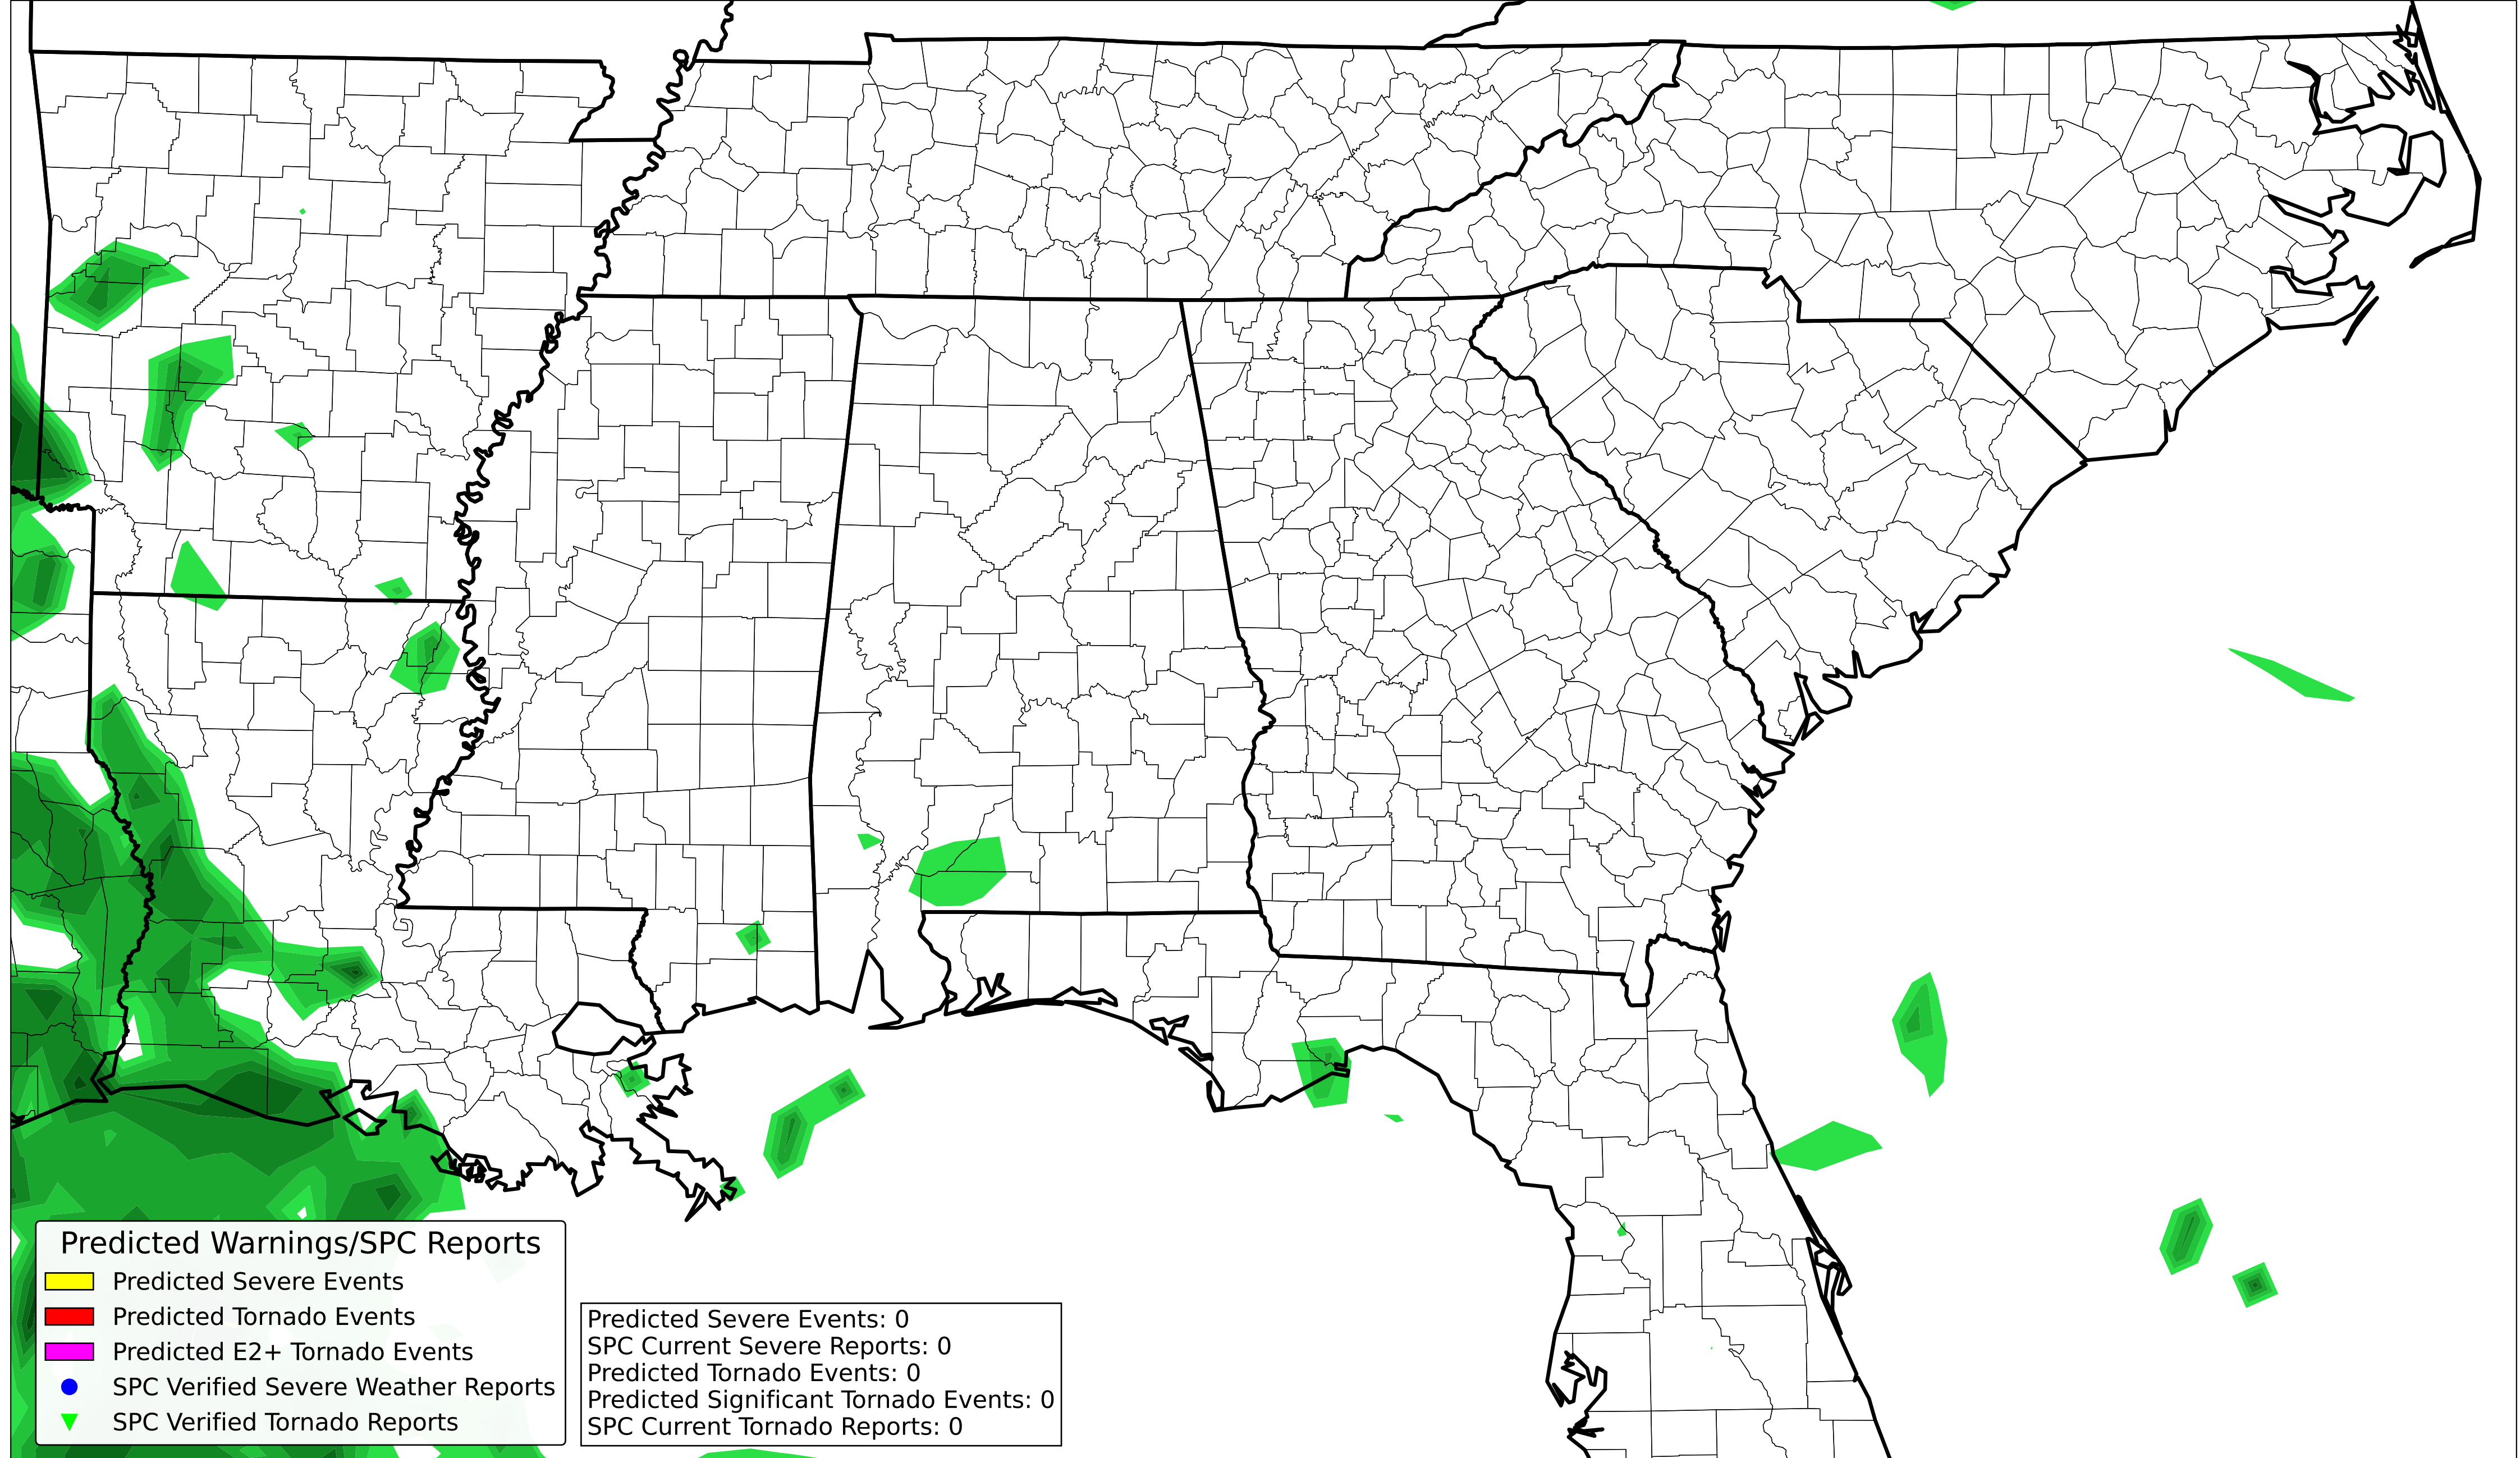 Predicted Warnings/SPC Reports
Predicted Severe Events
Predicted Tornado Events
Predicted E2+ Tornado Events
SPC Verified Severe Weather Reports
SPC Verified Tornado Reports
Predicted Severe Events: 0
SPC Current Severe Reports: 0
Predicted Tornado Events: 0
Predicted Significant Tornado Events: 0
SPC Current Tornado Reports: 0